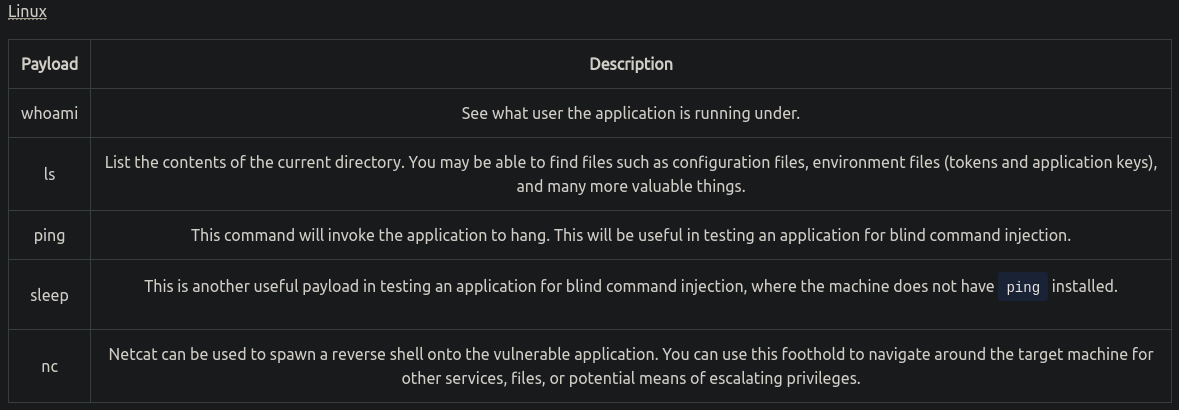 Linux
Payload Description
whoami See what user the application is running under.
List the contents of the current directory. You may be able to find files such as configuration files, environment files (tokens and application keys),
ls
and many more valuable things.
ping This command will invoke the application to hang. This will be useful in testing an application for blind command injection.
sleep This is another useful payload in testing an application for blind command injection, where the machine does not have ping installed.
Netcat can be used to spawn a reverse shell onto the vulnerable application. You can use this foothold to navigate around the target machine for
nc
other services, files, or potential means of escalating privileges.